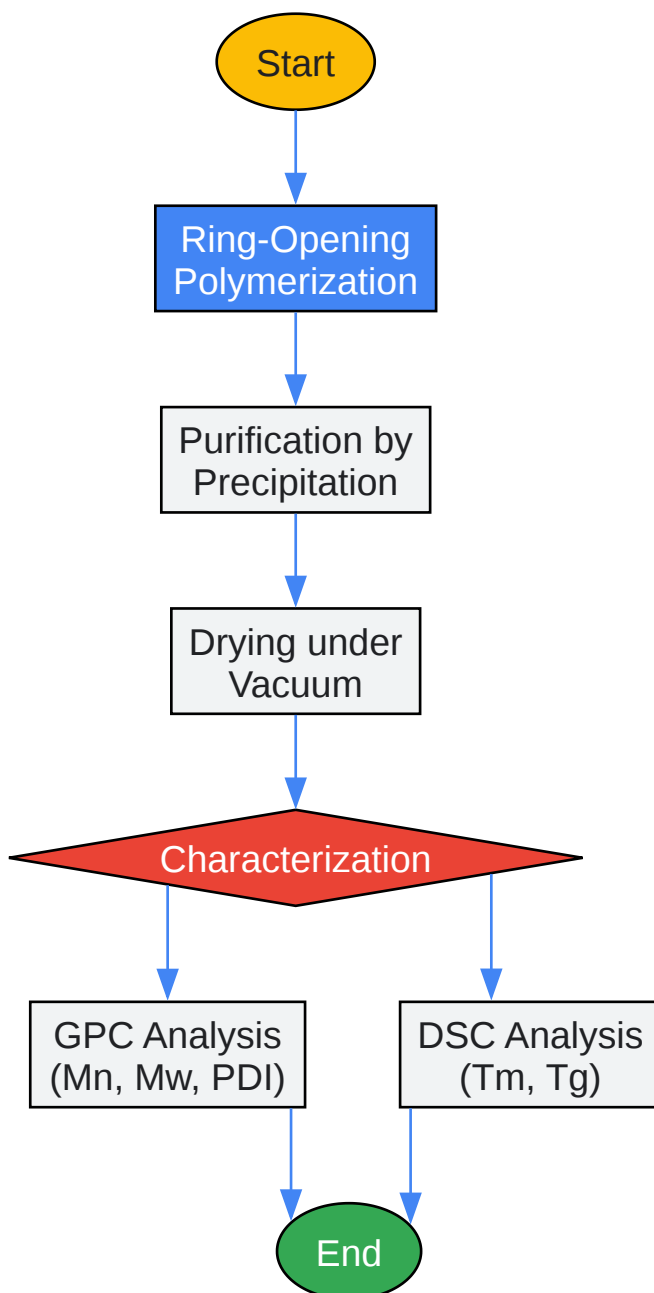 Start
Ring-Opening
Polymerization
Purification by
Precipitation
Drying under
Vacuum
Characterization
GPC Analysis
(Mn, Mw, PDI)
DSC Analysis
(Tm, Tg)
End